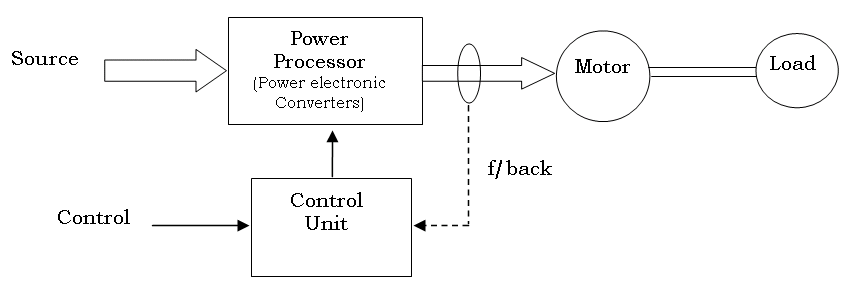 Source
Power
Processor
(Power electronic
Converters)
Motor
Load
f/back
Control
Control
Unit